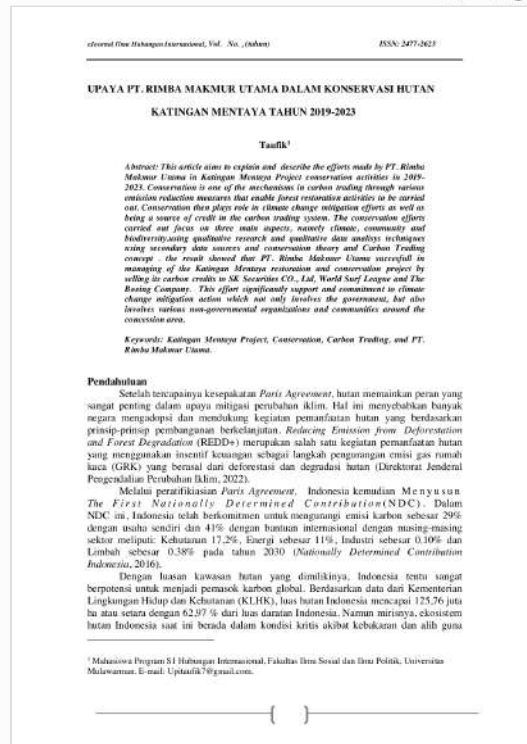 eJournal Ilmu Hubungan Internasional, Vol. No. , (tahun) ISSN: 2477-2623
UPAYA PT. RIMBA MAKMUR UTAMA DALAM KONSERVASI HUTAN
KATINGAN MENTAYA TAHUN 2019-2023
Taufik¹
Abstract: This article aims to explain and describe the efforts made by PT. Rimba
Makmur Utama in Katingan Mentaya Project conservation activities in 2019-
2023. Conservation is one of the mechanisms in carbon trading through various
emission reduction measures that enable forest restoration activities to be carried
out. Conservation then plays role in climate change mitigation efforts as well as
being a source of credit in the carbon trading system. The conservation efforts
carried out focus on three main aspects, namely climate, community and
biodiversity,using qualitative research and qualitative data analisys techniques
using secondary data sources and conservation theory and Carbon Trading
concept . the result showed that PT. Rimba Makmur Utama successfull in
managing of the Katingan Mentaya restoration and conservation project by
selling its carbon credits to SK Securities CO., Ltd, World Surf League and The
Boeing Company. This effort significantly support and commitment to climate
change mitigation action which not only involves the government, but also
involves various non-governmental organizations and communities around the
concession area.
Keywords: Katingan Mentaya Project, Conservation, Carbon Trading, and PT.
Rimba Makmur Utama.
Pendahuluan
Setelah tercapainya kesepakatan Paris Agreement, hutan memainkan peran yang
sangat penting dalam upaya mitigasi perubahan iklim. Hal ini menyebabkan banyak
negara mengadopsi dan mendukung kegiatan pemanfaatan hutan yang berdasarkan
prinsip-prinsip pembangunan berkelanjutan. Reducing Emission from Deforestation
and Forest Degradation (REDD+) merupakan salah satu kegiatan pemanfaatan hutan
yang menggunakan insentif keuangan sebagai langkah pengurangan emisi gas rumah
kaca (GRK) yang berasal dari deforestasi dan degradasi hutan (Direktorat Jenderal
Pengendalian Perubahan Iklim, 2022).
Melalui peratifikiasian Paris Agreement, Indonesia kemudian Menyusun
The First Nationally Determined Contribution(NDC). Dalam
NDC ini, Indonesia telah berkomitmen untuk mengurangi emisi karbon sebesar 29%
dengan usaha sendiri dan 41% dengan bantuan internasional dengan masing-masing
sektor meliputi: Kehutanan 17,2%, Energi sebesar 11%, Industri sebesar 0.10% dan
Limbah sebesar 0.38% pada tahun 2030 (Nationally Determined Contribution
Indonesia, 2016).
Dengan luasan kawasan hutan yang dimilikinya, Indonesia tentu sangat
berpotensi untuk menjadi pemasok karbon global. Berdasarkan data dari Kementerian
Lingkungan Hidup dan Kehutanan (KLHK), luas hutan Indonesia mencapai 125,76 juta
ha atau setara dengan 62,97 % dari luas daratan Indonesia. Namun mirisnya, ekosistem
hutan Indonesia saat ini berada dalam kondisi kritis akibat kebakaran dan alih guna
¹ Mahasiswa Program S1 Hubungan Internasional, Fakultas Ilmu Sosial dan Ilmu Politik, Universitas
Mulawarman. E-mail: Upitaufik7@gmail.com.